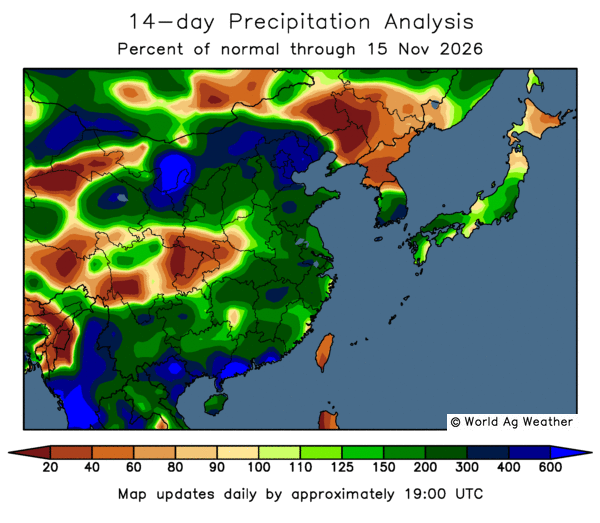 14-day Precipitation Analysis
Percent of normal through 15 Nov 2026
© World Ag Weather
20 40 60 80 90 100 110 125 150 200 300 400 600
Map updates daily by approximately 19:00 UTC